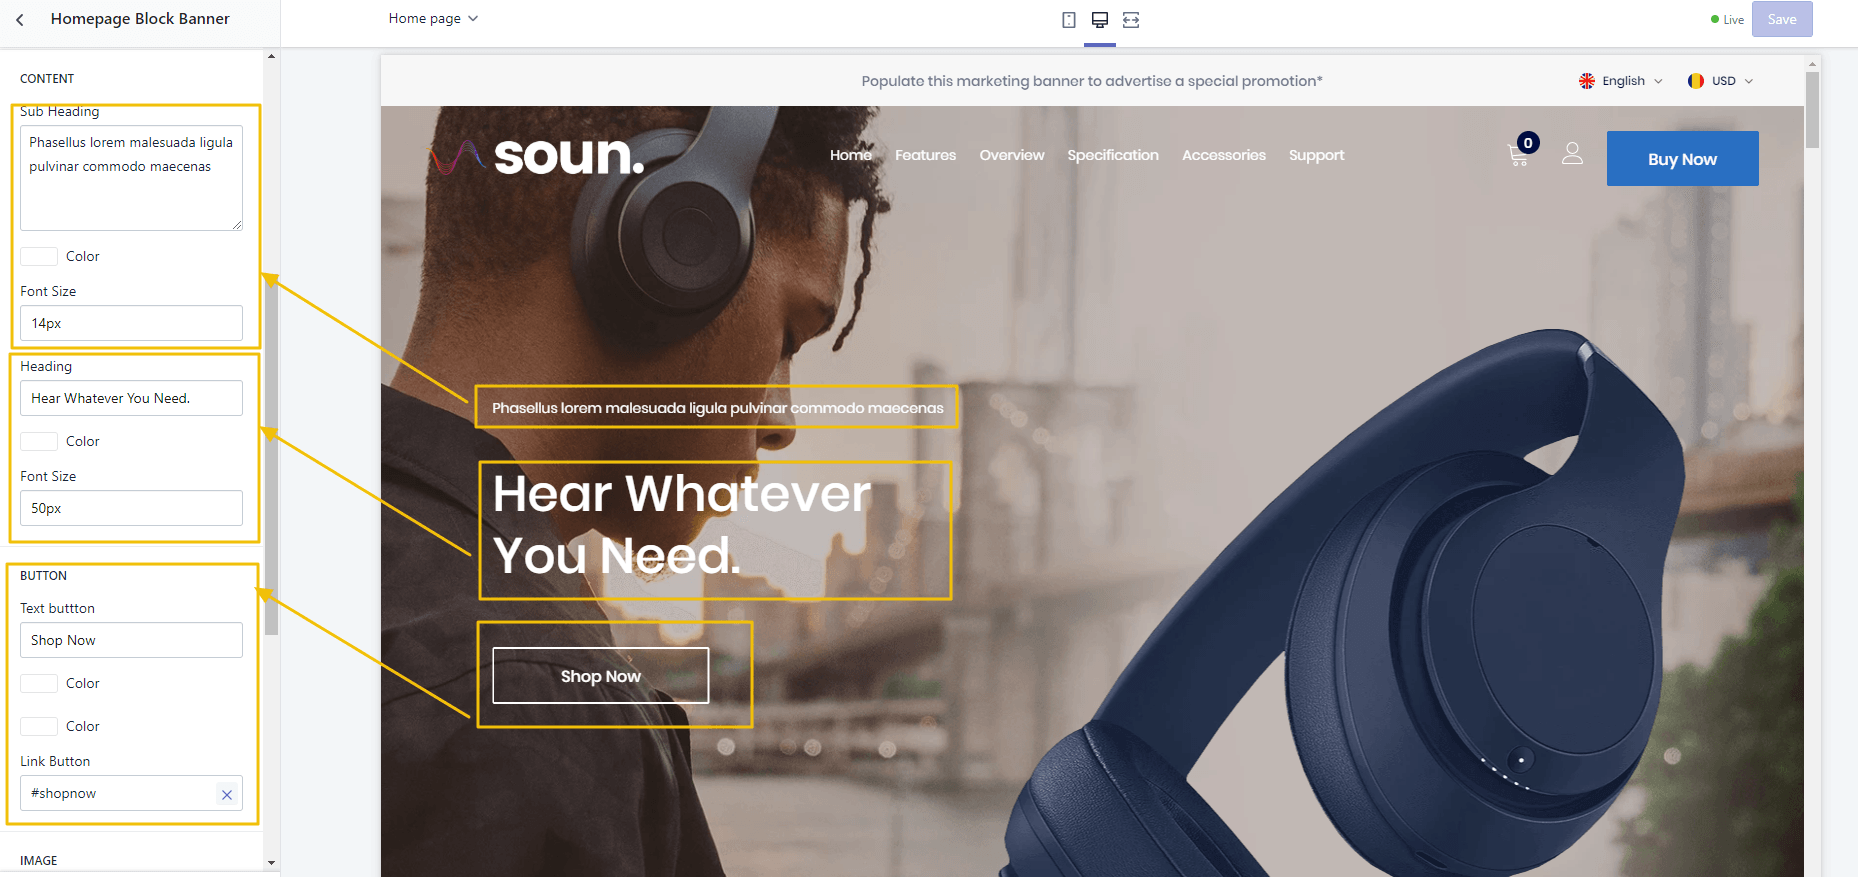 Homepage Block Banner
Home page
Live
Save
CONTENT
Sub Heading
Phasellus lorem malesuada ligula
pulvinar commodo maecenas
Color
Font Size
14px
Heading
Hear Whatever You Need.
Color
Font Size
50px
BUTTON
Text buttton
Shop Now
Color
Color
Link Button
#shopnow
IMAGE
Populate this marketing banner to advertise a special promotion*
English
USD
soun.
Home
Features
Overview
Specification
Accessories
Support
0
Buy Now
Phasellus lorem malesuada ligula pulvinar commodo maecenas
Hear Whatever
You Need.
Shop Now